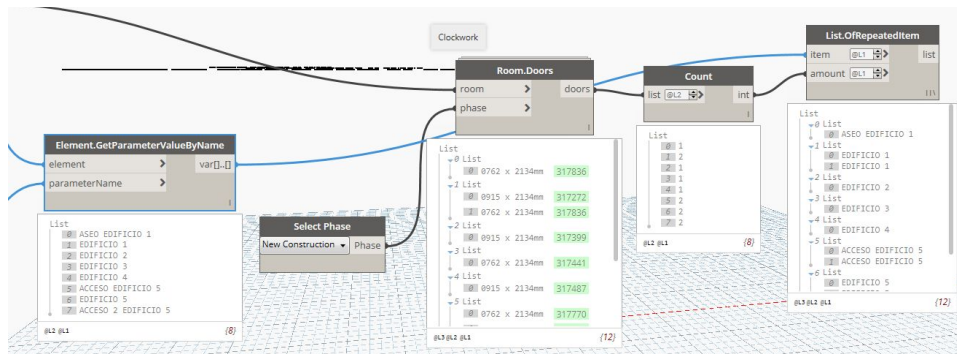 Clockwork
Element.GetParameterValueByName
element > var[]..[]
parameterName >
I
List
0 ASEO EDIFICIO 1
1 EDIFICIO 1
2 EDIFICIO 2
3 EDIFICIO 3
4 EDIFICIO 4
5 ACCESO EDIFICIO 5
6 EDIFICIO 5
7 ACCESO 2 EDIFICIO 5
@L2 @L1 {8}
Select Phase
New Construction Phase
Room.Doors
room > doors
phase >
I
List
0 List
0 0762 x 2134mm 317836
1 List
0 0915 x 2134mm 317272
1 0762 x 2134mm 317836
2 List
0 0915 x 2134mm 317399
3 List
0 0762 x 2134mm 317441
4 List
0 0915 x 2134mm 317487
5 List
0 0762 x 2134mm 317770
@L3 @L2 @L1 {12}
Count
list @L2 > int
I
List
0 1
1 2
2 1
3 1
4 1
5 2
6 2
7 2
@L2 @L1 {8}
List.OfRepeatedItem
item @L1 > list
amount @L1 >
List
0 List
0 ASEO EDIFICIO 1
1 List
0 EDIFICIO 1
1 EDIFICIO 1
2 List
0 EDIFICIO 2
3 List
0 EDIFICIO 3
4 List
0 EDIFICIO 4
5 List
0 ACCESO EDIFICIO 5
1 ACCESO EDIFICIO 5
6 List
0 EDIFICIO 5
@L3 @L2 @L1 {12}